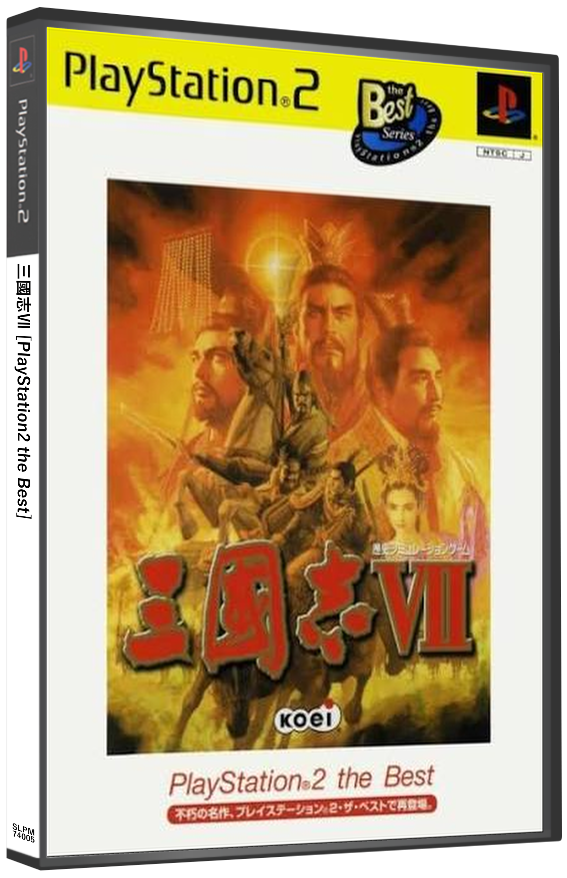 PlayStation®2
the
Best
Series
PlayStation2 the
NTSC J
歴史シミュレーションゲーム
三國志VII
KOEI
PlayStation®2 the Best
不朽の名作、プレイステーション®2・ザ・ベストで再登場。
PlayStation®2
三國志VII [PlayStation2 the Best]
SLPM
74005